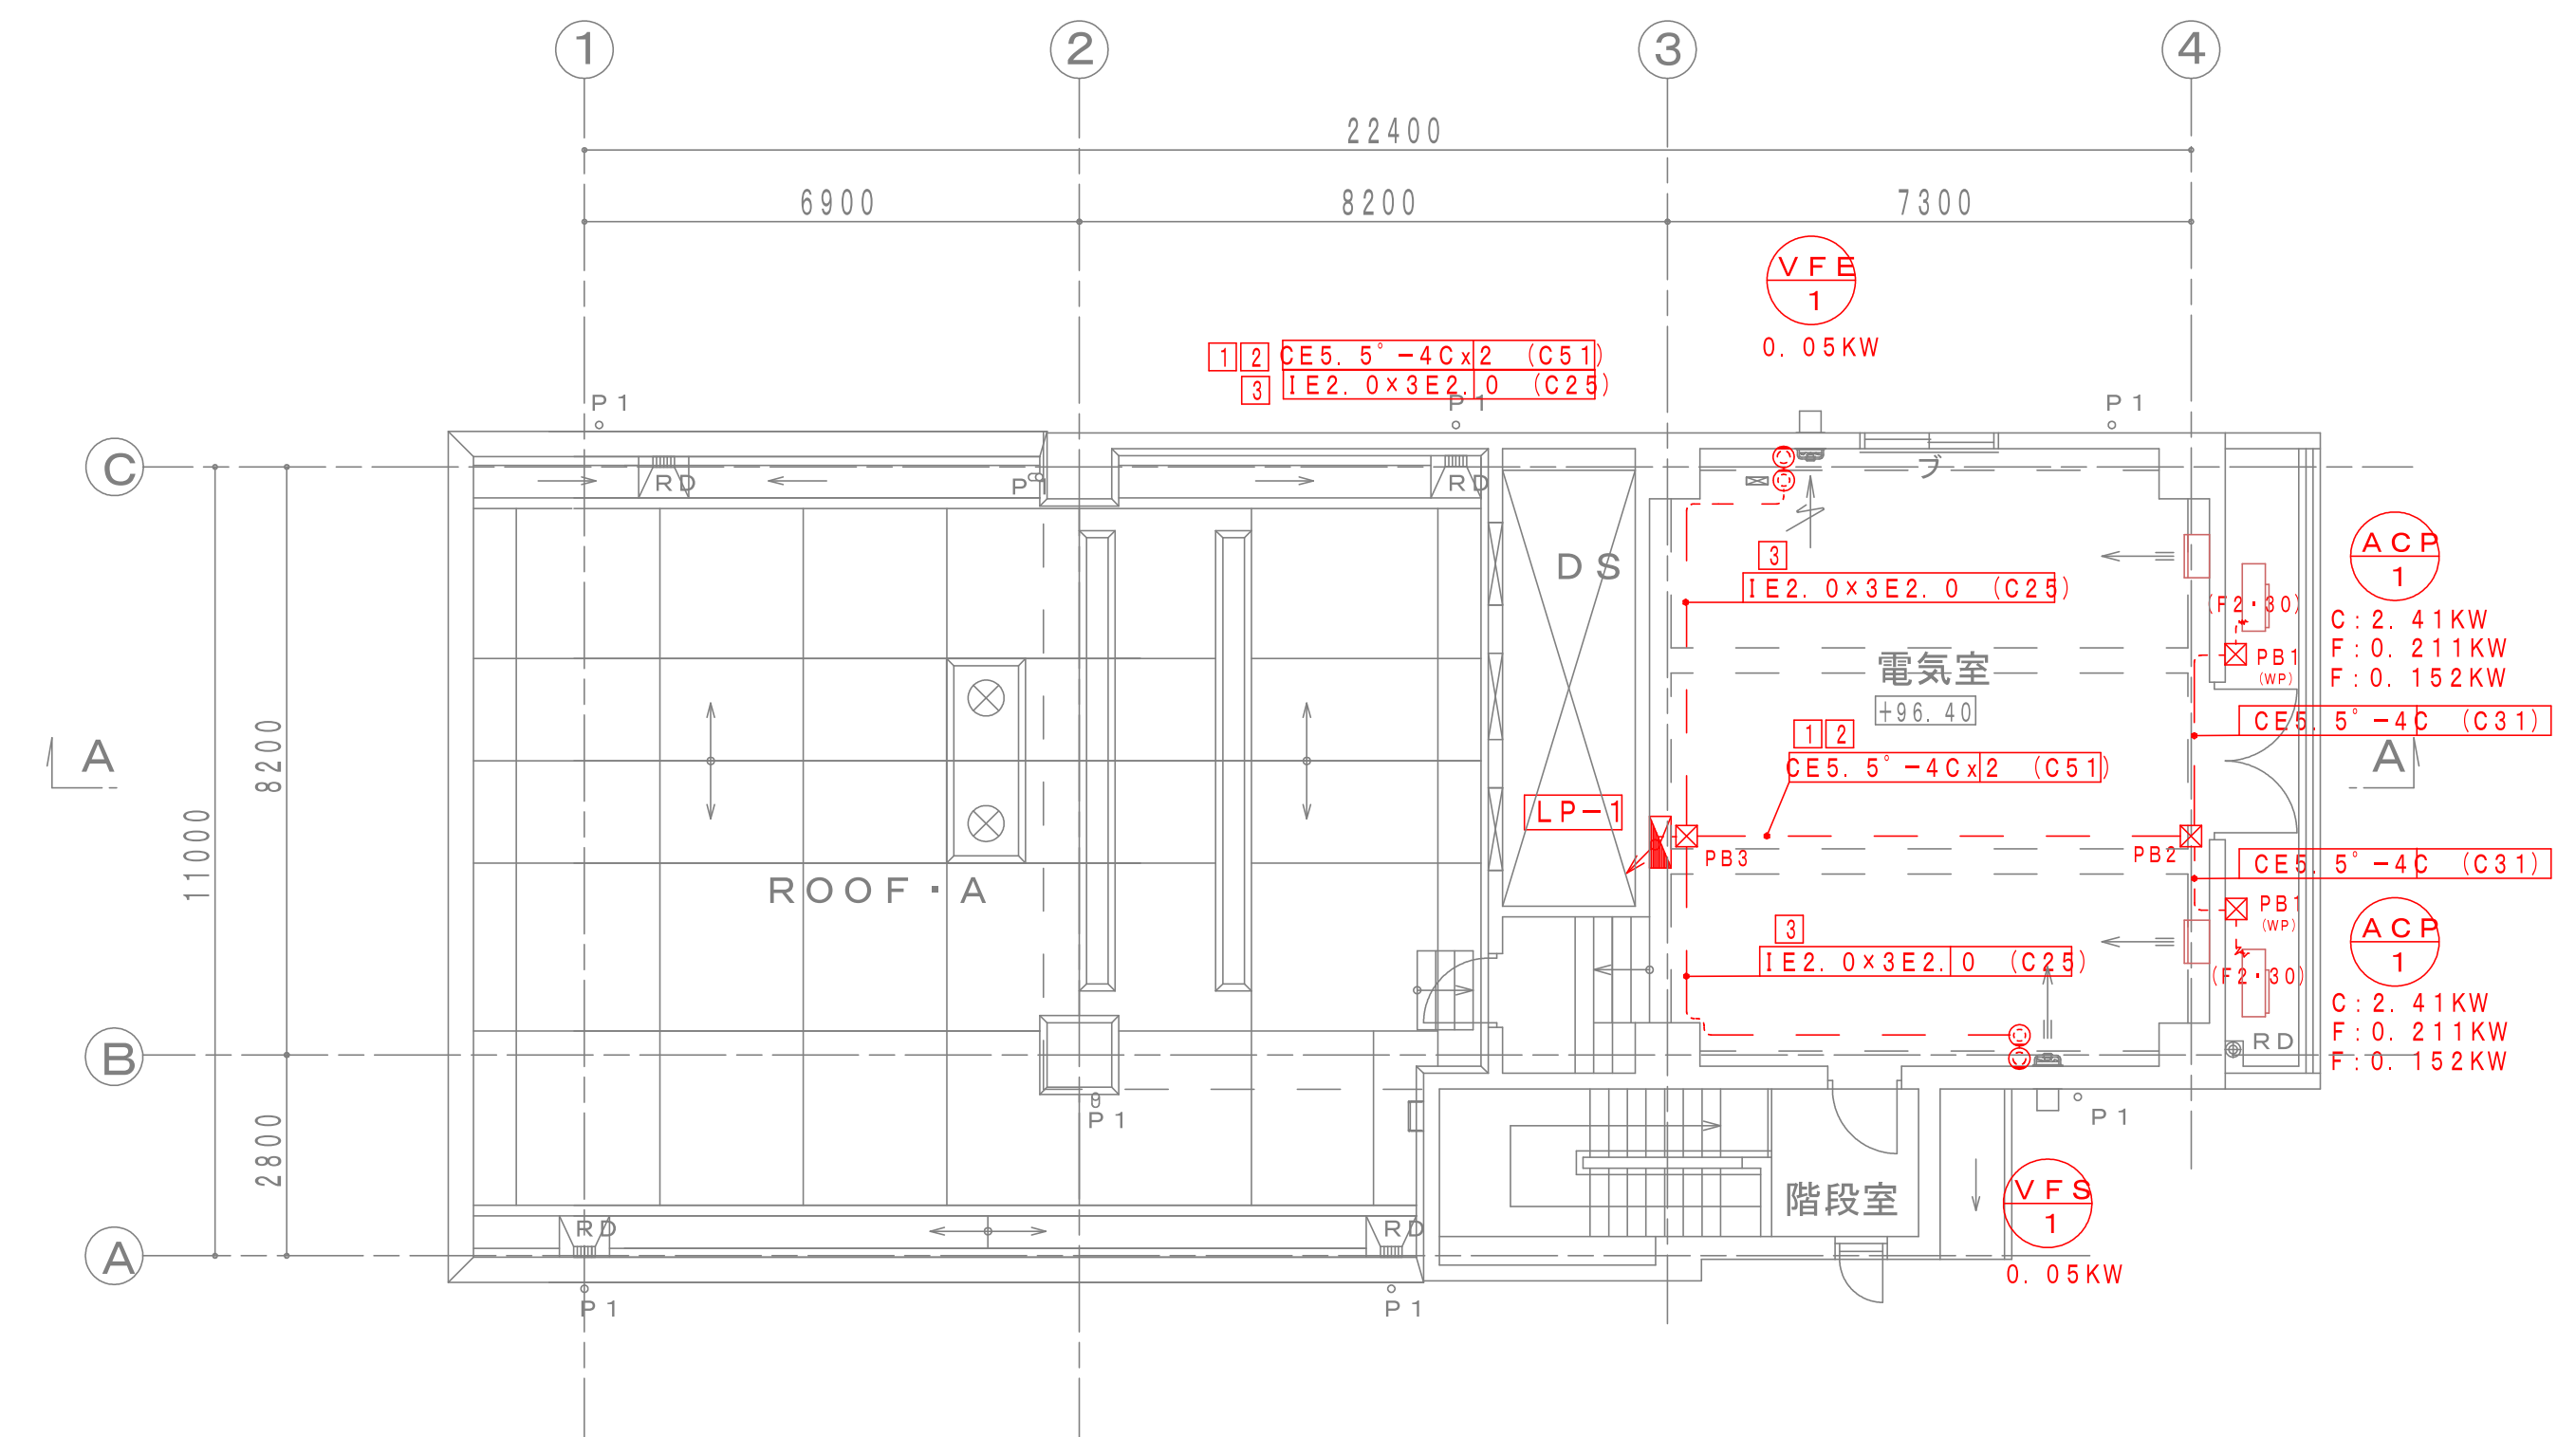 1
2
3
4
22400
6900
8200
7300
VFE
1
0.05KW
1 2 CE5.5°-4Cx2 (C51)
3 IE2.0×3E2.0 (C25)
P1
P1
P1
C
RD
P1
RD
ブ
DS
3
IE2.0×3E2.0 (C25)
ACP
1
(F2・30)
C:2.41KW
F:0.211KW
F:0.152KW
PB1
(WP)
電気室
+96.40
CE5.5°-4C (C31)
1 2
CE5.5°-4Cx2 (C51)
A
A
8200
11000
LP-1
PB3
PB2
CE5.5°-4C (C31)
ROOF・A
PB1
(WP)
3
IE2.0×3E2.0 (C25)
ACP
1
(F2・30)
C:2.41KW
F:0.211KW
F:0.152KW
RD
B
P1
P1
2800
階段室
VFS
1
0.05KW
RD
RD
A
P1
P1